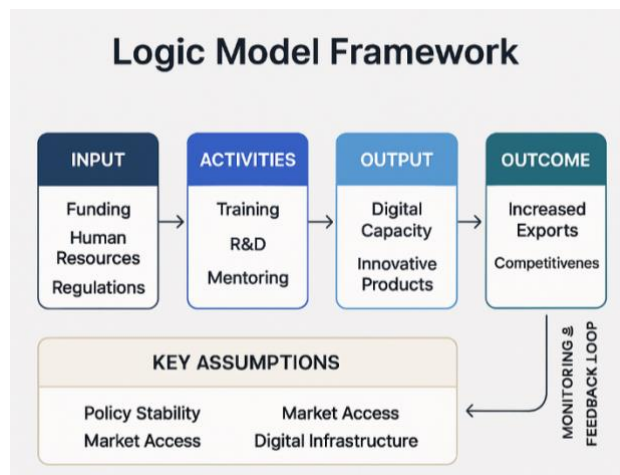 Logic Model Framework
INPUT
Funding
Human
Resources
Regulations
ACTIVITIES
Training
R&D
Mentoring
OUTPUT
Digital
Capacity
Innovative
Products
OUTCOME
Increased
Exports
Competitivenes
KEY ASSUMPTIONS
Policy Stability
Market Access
Market Access
Digital Infrastructure
MONITORING &
FEEDBACK LOOP